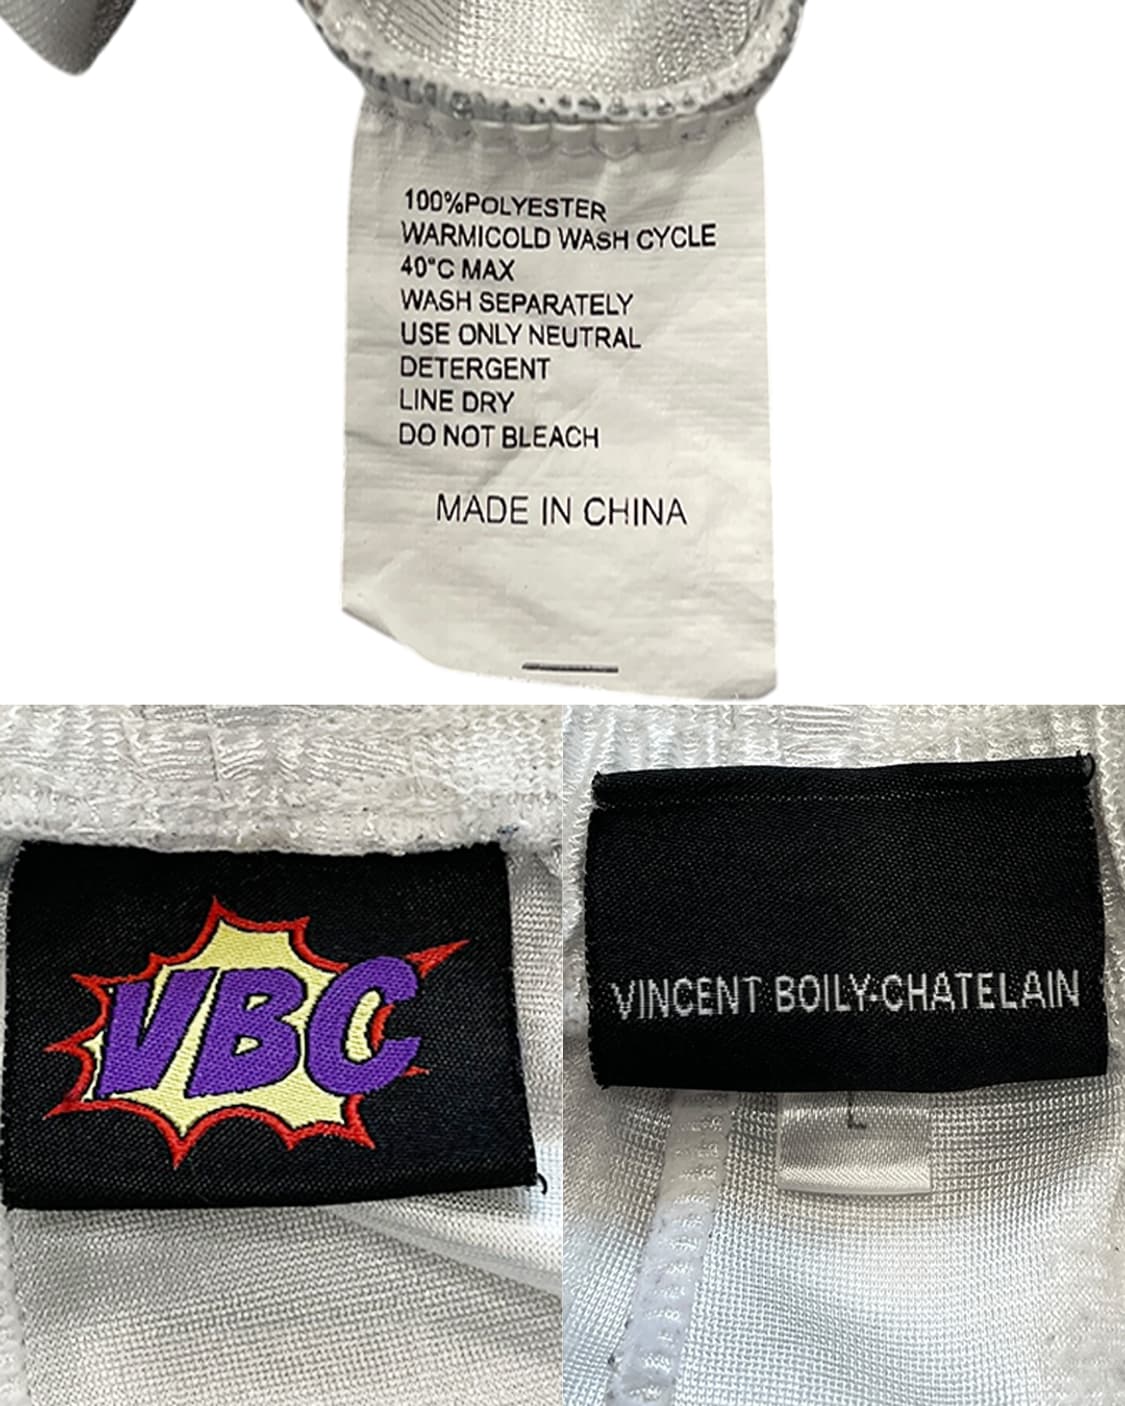 100%POLYESTER
WARMICOLD WASH CYCLE
40°C MAX
WASH SEPARATELY
USE ONLY NEUTRAL
DETERGENT
LINE DRY
DO NOT BLEACH
MADE IN CHINA
VBC
VINCENT BOILY-CHATELAIN
L